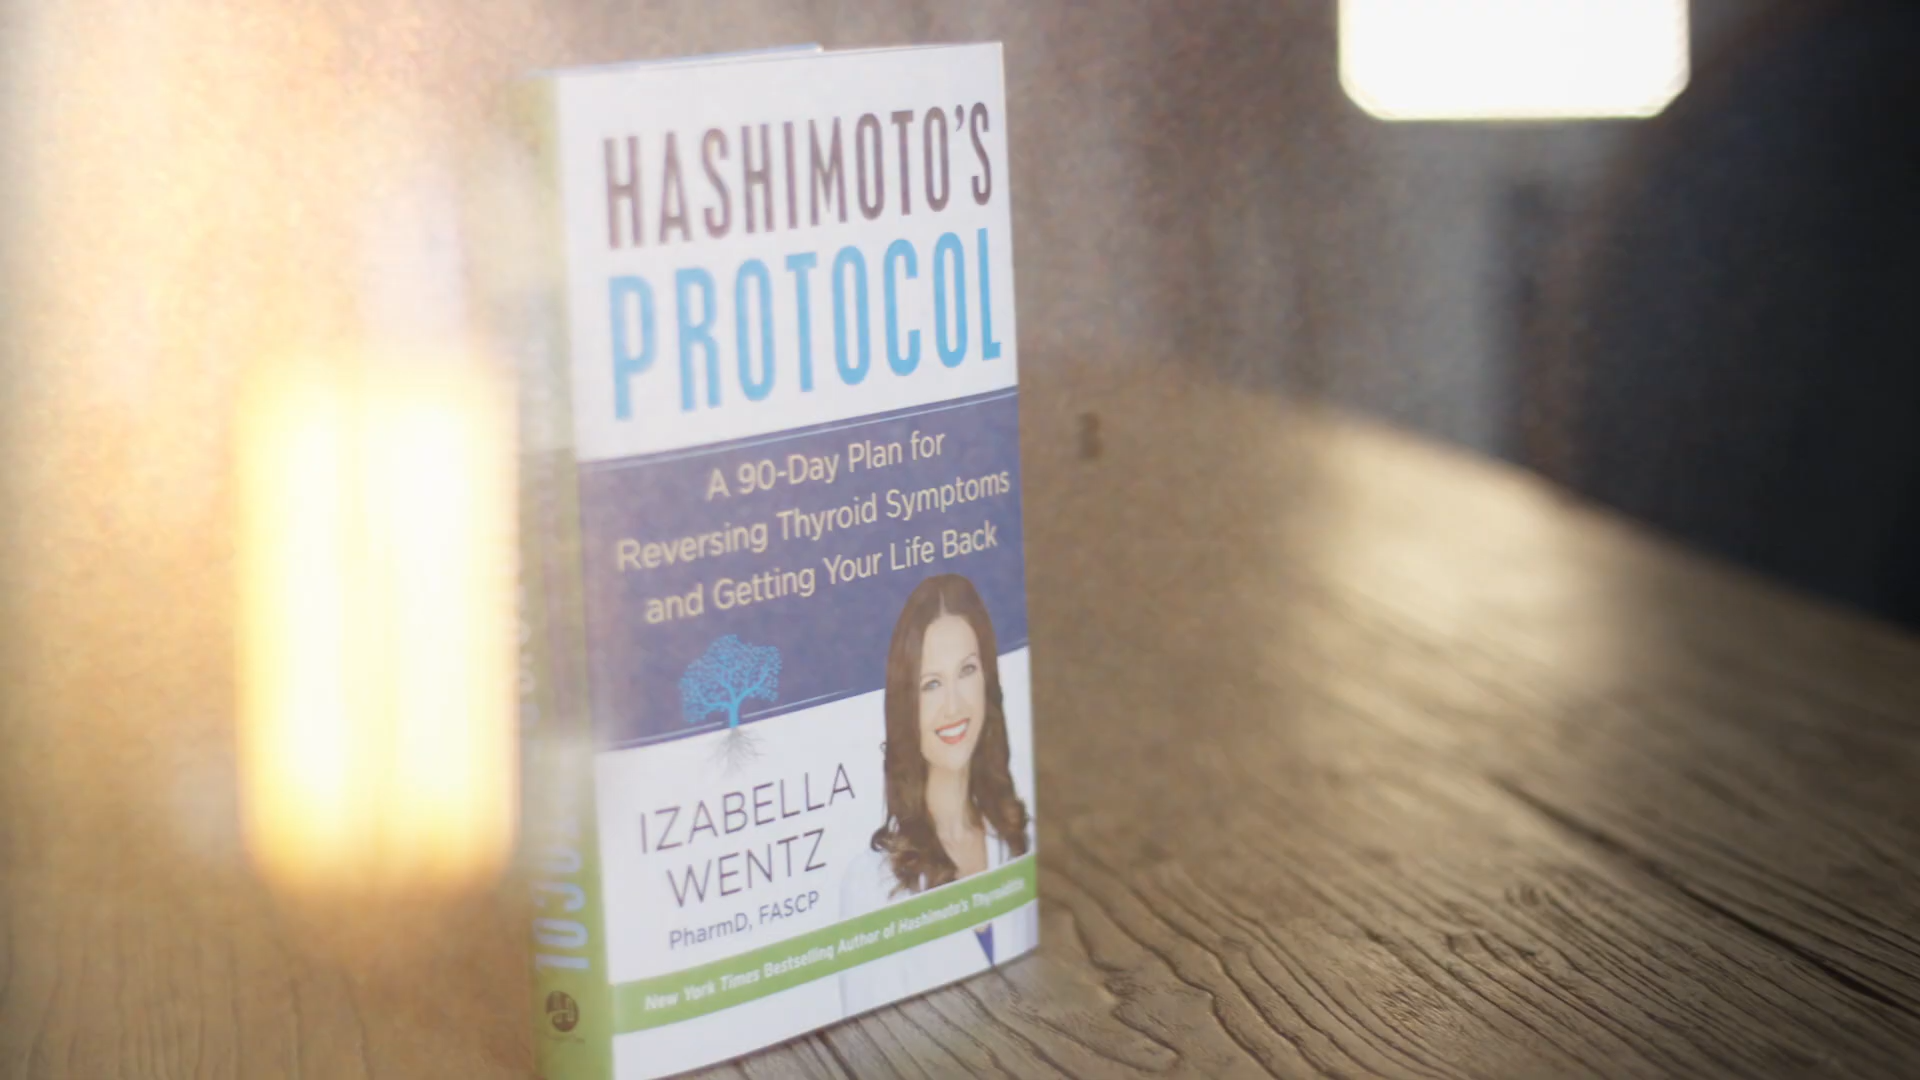 HASHIMOTO'S
PROTOCOL
A 90-Day Plan for
Reversing Thyroid Symptoms
and Getting Your Life Back
IZABELLA
WENTZ
PharmD, FASCP
New York Times Bestselling Author of Hashimoto's Thyroiditis